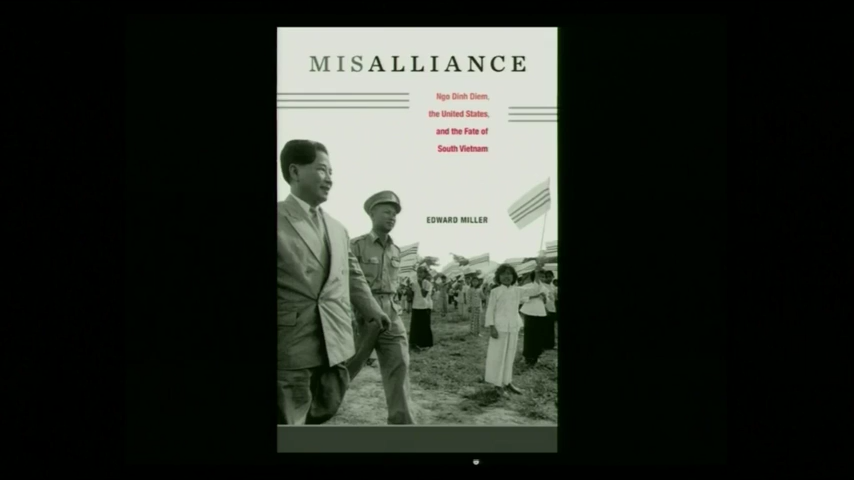 MISALLIANCE
Ngo Dinh Diem,
the United States,
and the Fate of
South Vietnam
EDWARD MILLER